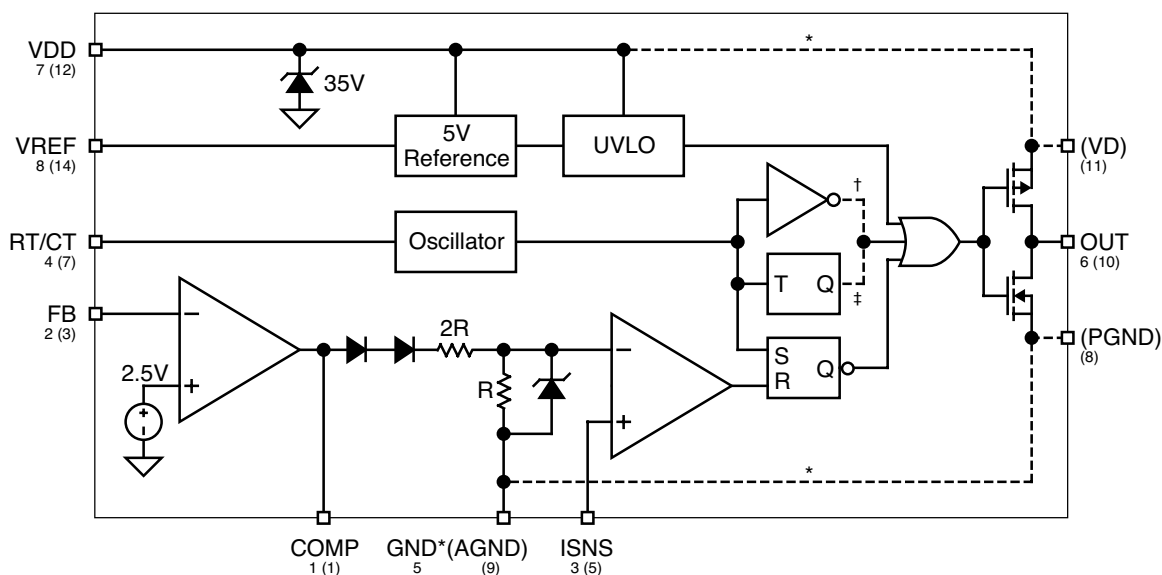 VDD
7 (12)
*
35V
VREF
8 (14)
5V
Reference
UVLO
(VD)
(11)
†
RT/CT
4 (7)
Oscillator
OUT
6 (10)
T Q
‡
FB
2 (3)
2R
2.5V
−
+
R
−
+
S
R
Q
(PGND)
(8)
+
-
*
COMP
1 (1)
GND*(AGND)
5 (9)
ISNS
3 (5)